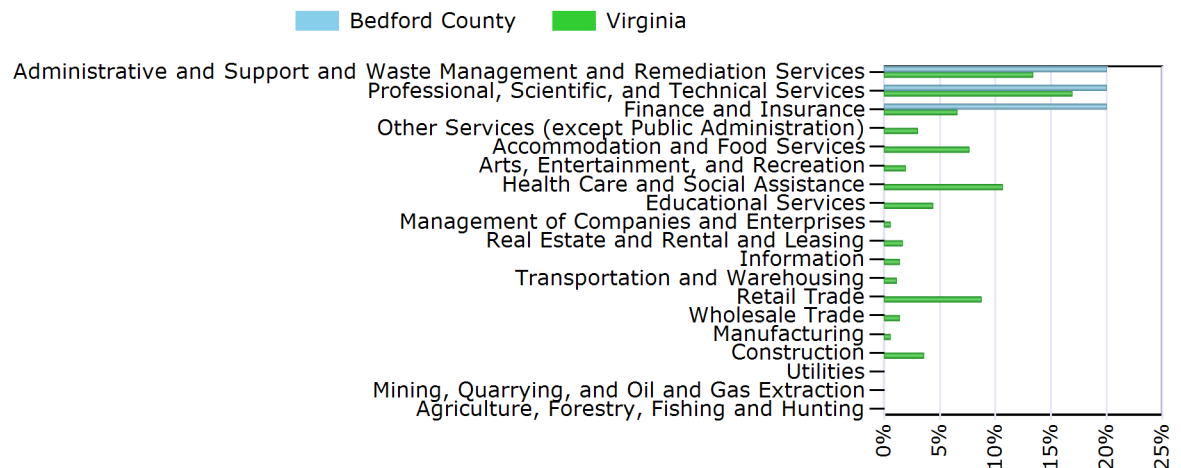 Bedford County Virginia
Administrative and Support and Waste Management and Remediation Services
Professional, Scientific, and Technical Services
Finance and Insurance
Other Services (except Public Administration)
Accommodation and Food Services
Arts, Entertainment, and Recreation
Health Care and Social Assistance
Educational Services
Management of Companies and Enterprises
Real Estate and Rental and Leasing
Information
Transportation and Warehousing
Retail Trade
Wholesale Trade
Manufacturing
Construction
Utilities
Mining, Quarrying, and Oil and Gas Extraction
Agriculture, Forestry, Fishing and Hunting
0% 5% 10% 15% 20% 25%